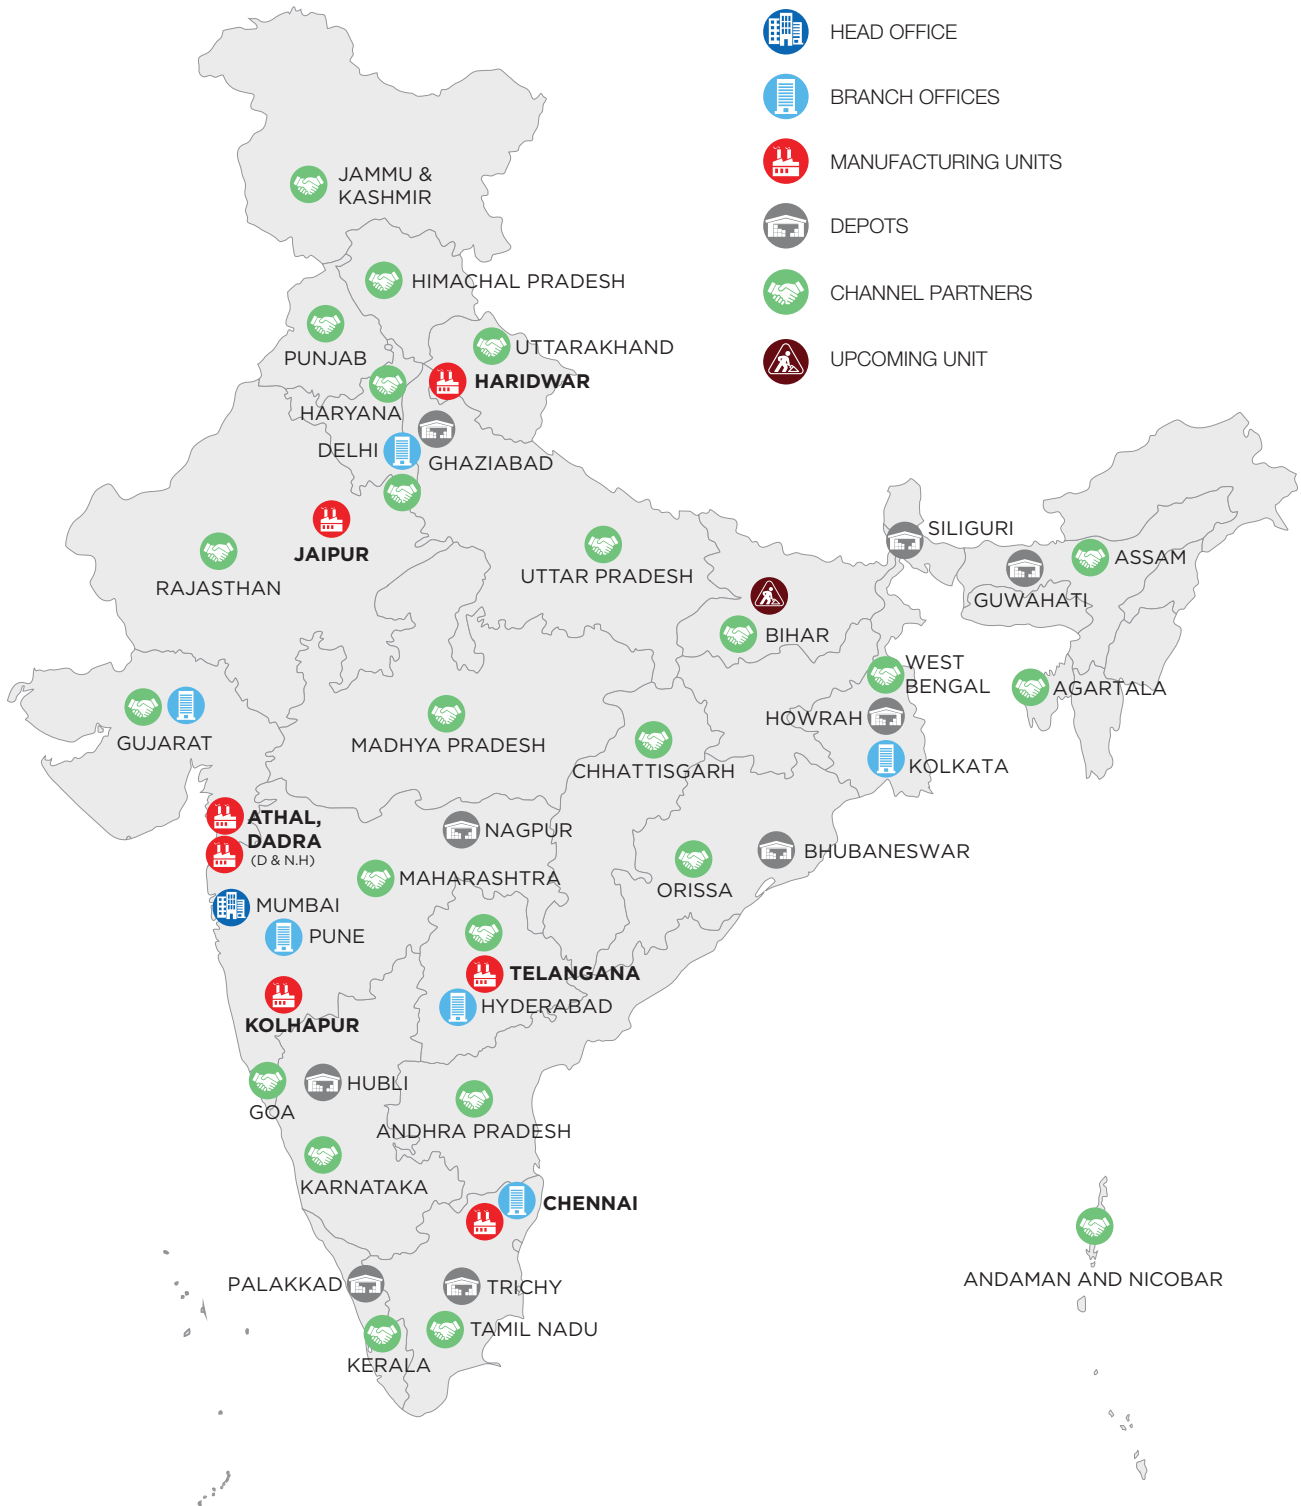 HEAD OFFICE
BRANCH OFFICES
MANUFACTURING UNITS
DEPOTS
CHANNEL PARTNERS
UPCOMING UNIT
JAMMU &
KASHMIR
HIMACHAL PRADESH
PUNJAB
UTTARAKHAND
HARIDWAR
HARYANA
DELHI
GHAZIABAD
JAIPUR
RAJASTHAN
UTTAR PRADESH
SILIGURI
ASSAM
GUWAHATI
BIHAR
WEST
BENGAL
AGARTALA
HOWRAH
KOLKATA
GUJARAT
MADHYA PRADESH
CHHATTISGARH
ATHAL,
DADRA
(D & N.H)
NAGPUR
BHUBANESWAR
MAHARASHTRA
ORISSA
MUMBAI
PUNE
TELANGANA
HYDERABAD
KOLHAPUR
HUBLI
GOA
ANDHRA PRADESH
KARNATAKA
CHENNAI
PALAKKAD
TRICHY
TAMIL NADU
KERALA
ANDAMAN AND NICOBAR